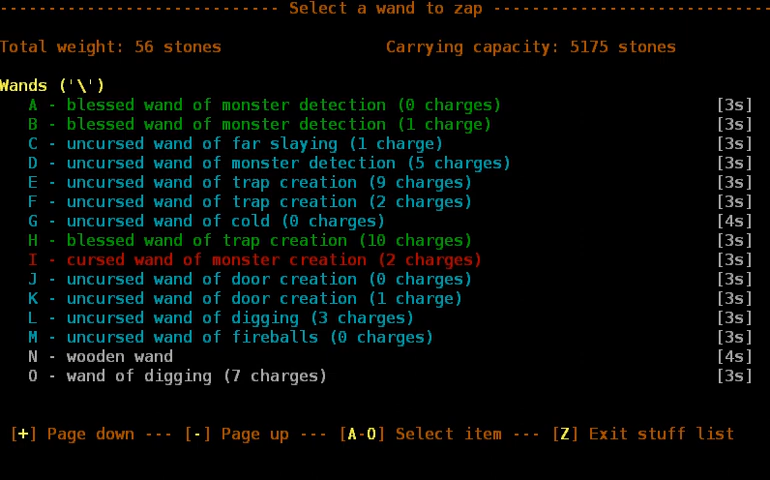 ----------------------------- Select a wand to zap -----------------------------
Total weight: 56 stones Carrying capacity: 5175 stones
Wands ('\')
A - blessed wand of monster detection (0 charges) [3s]
B - blessed wand of monster detection (1 charge) [3s]
C - uncursed wand of far slaying (1 charge) [3s]
D - uncursed wand of monster detection (5 charges) [3s]
E - uncursed wand of trap creation (9 charges) [3s]
F - uncursed wand of trap creation (2 charges) [3s]
G - uncursed wand of cold (0 charges) [4s]
H - blessed wand of trap creation (10 charges) [3s]
I - cursed wand of monster creation (2 charges) [3s]
J - uncursed wand of door creation (0 charges) [3s]
K - uncursed wand of door creation (1 charge) [3s]
L - uncursed wand of digging (3 charges) [3s]
M - uncursed wand of fireballs (0 charges) [3s]
N - wooden wand [4s]
O - wand of digging (7 charges) [3s]
[+] Page down --- [-] Page up --- [A-O] Select item --- [Z] Exit stuff list